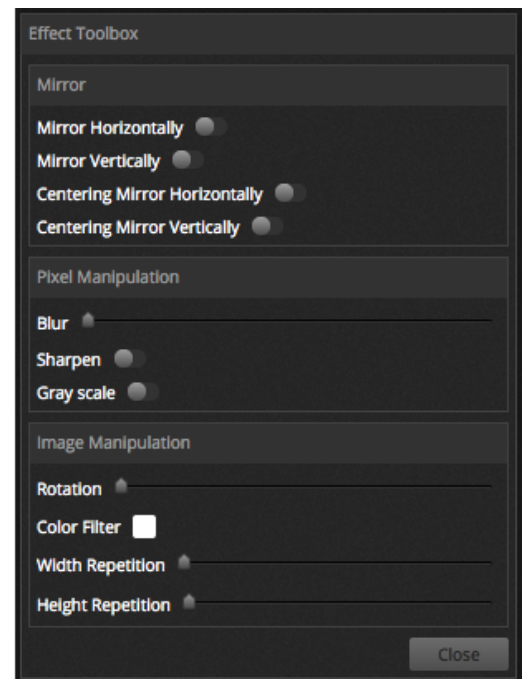 Effect Toolbox
Mirror
Mirror Horizontally
Mirror Vertically
Centering Mirror Horizontally
Centering Mirror Vertically
Pixel Manipulation
Blur
Sharpen
Gray scale
Image Manipulation
Rotation
Color Filter
Width Repetition
Height Repetition
Close